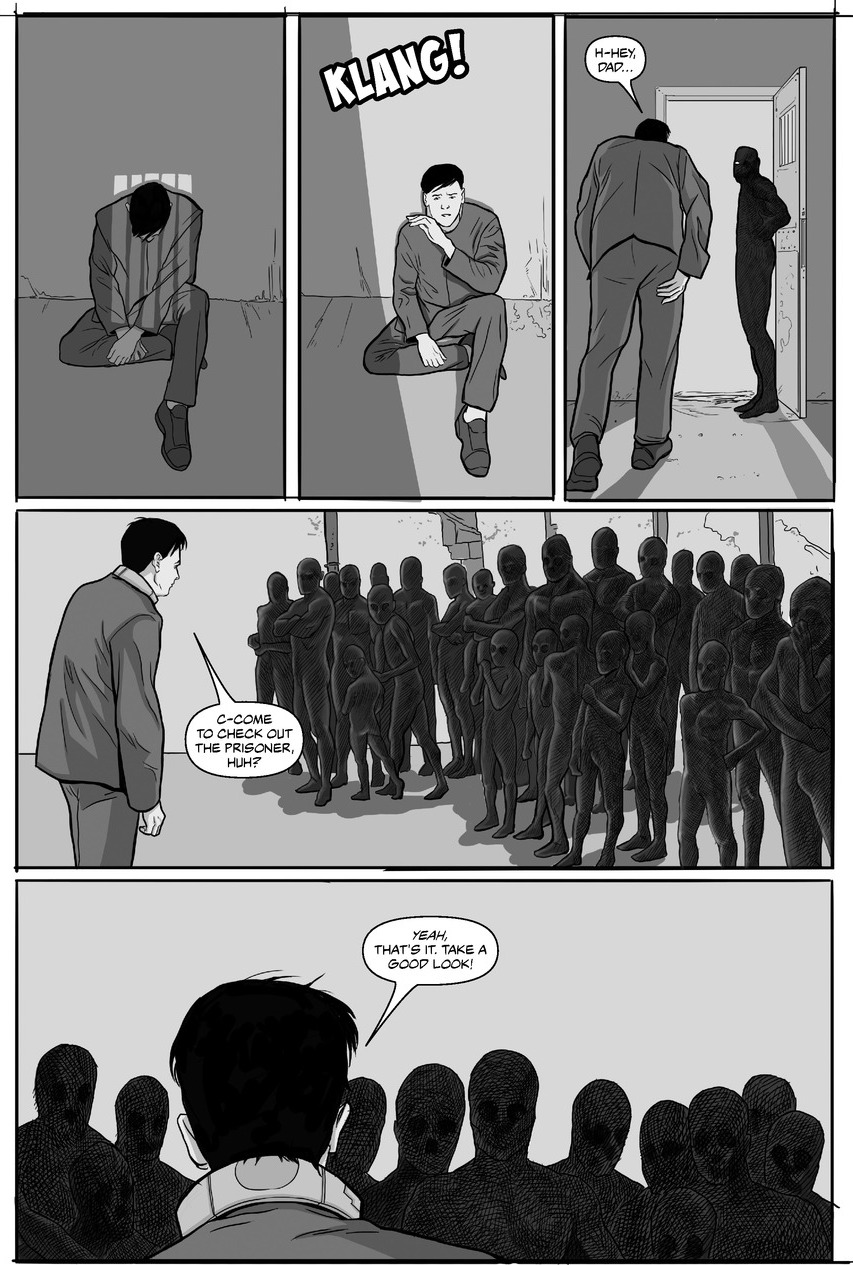 KLANG!
H-HEY,
DAD...
C-COME
TO CHECK OUT
THE PRISONER,
HUH?
YEAH,
THAT'S IT. TAKE A
GOOD LOOK!